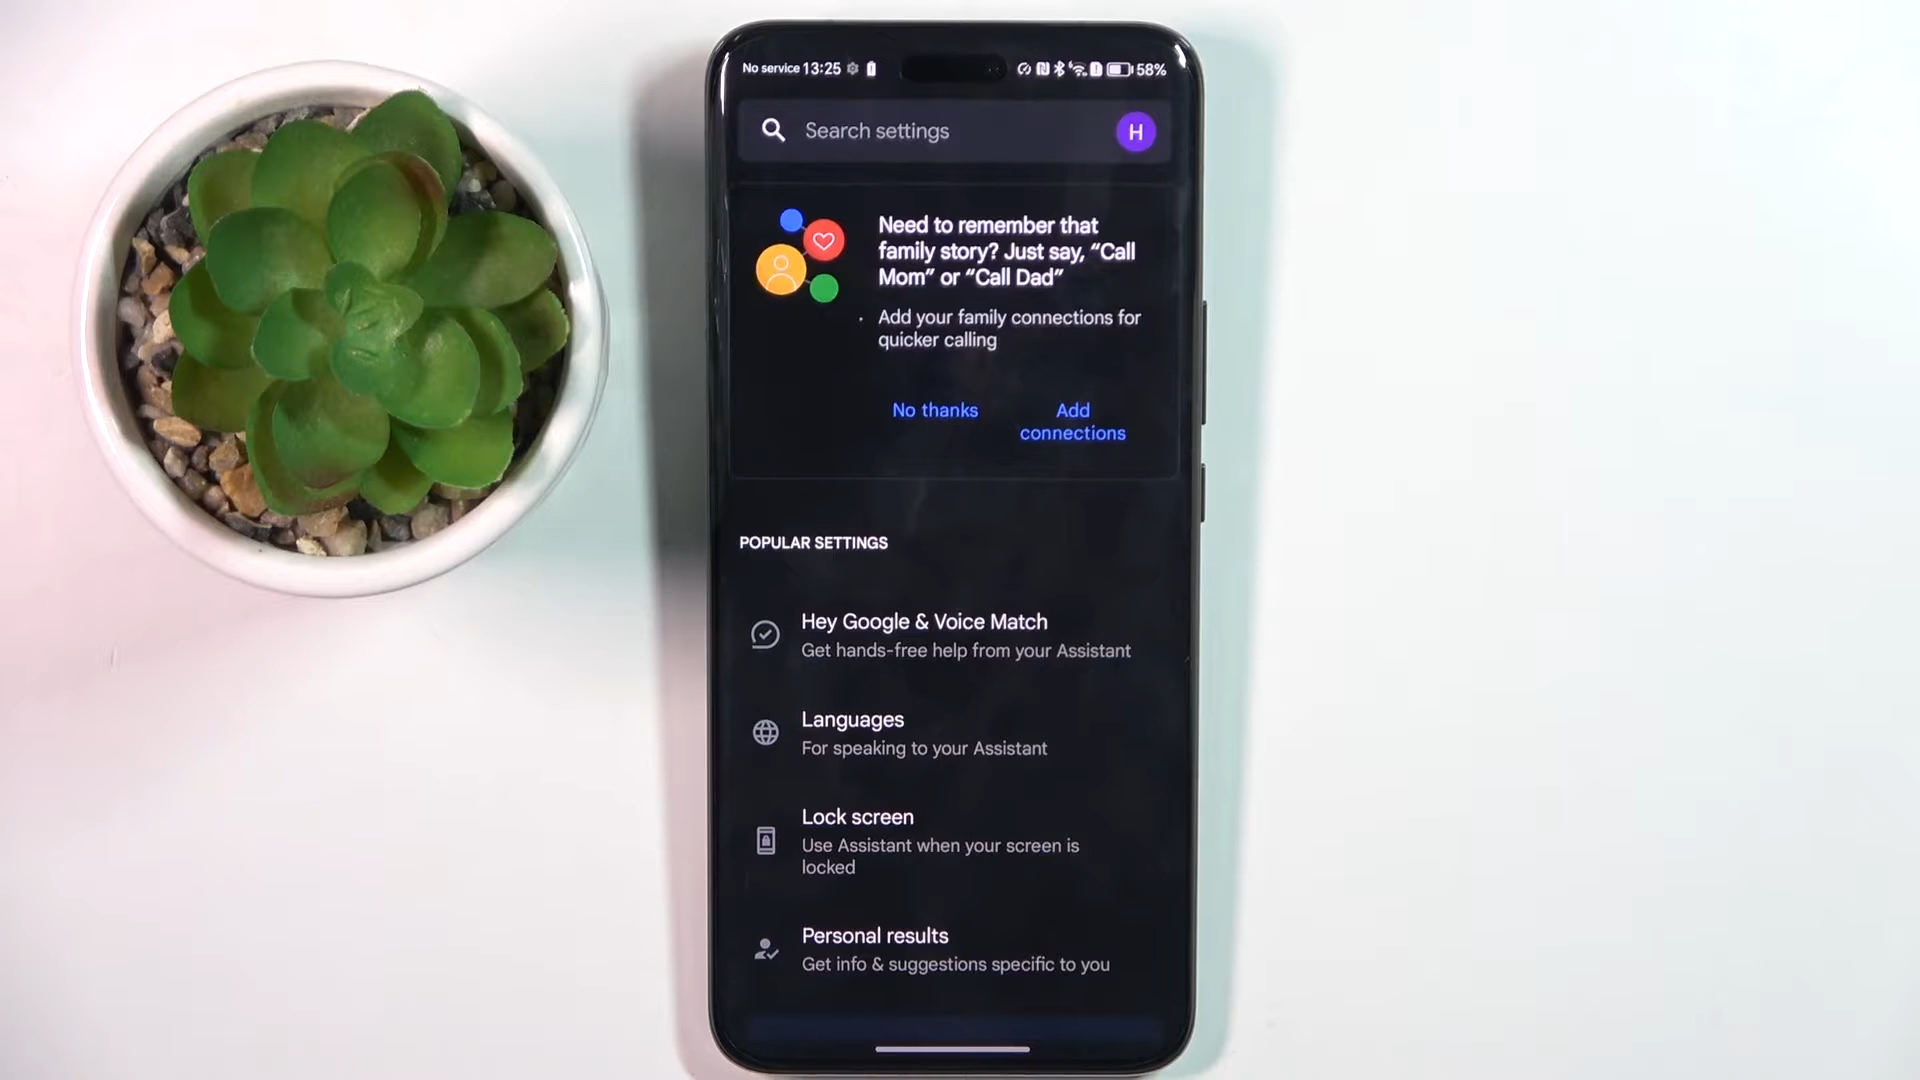 No service 13:25
58%
Search settings
H
Need to remember that
family story? Just say, “Call
Mom” or “Call Dad”
Add your family connections for
quicker calling
No thanks
Add
connections
POPULAR SETTINGS
Hey Google & Voice Match
Get hands-free help from your Assistant
Languages
For speaking to your Assistant
Lock screen
Use Assistant when your screen is
locked
Personal results
Get info & suggestions specific to you